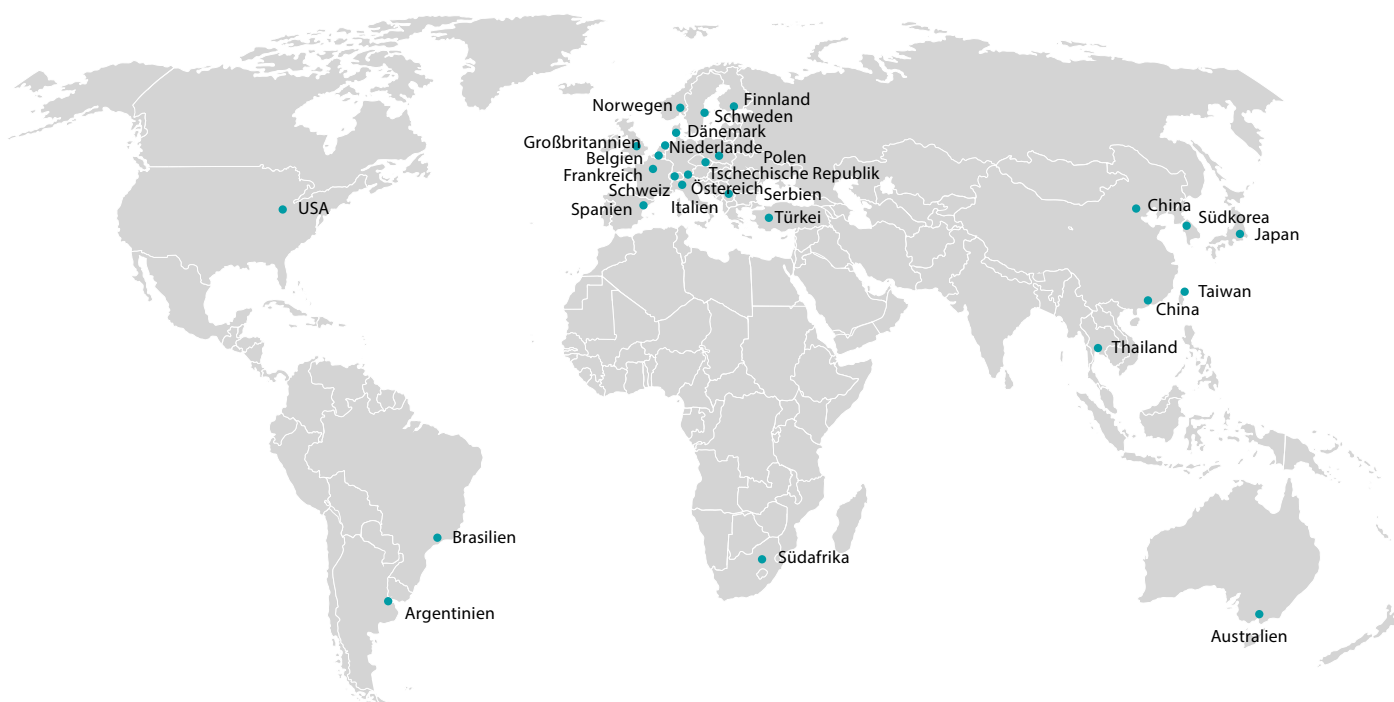 Norwegen
Finnland
Schweden
Dänemark
Großbritannien
Niederlande
Belgien
Polen
Frankreich
Tschechische Republik
Schweiz
Östereich
Serbien
Spanien
Italien
Türkei
USA
China
Südkorea
Japan
Taiwan
China
Thailand
Brasilien
Südafrika
Argentinien
Australien